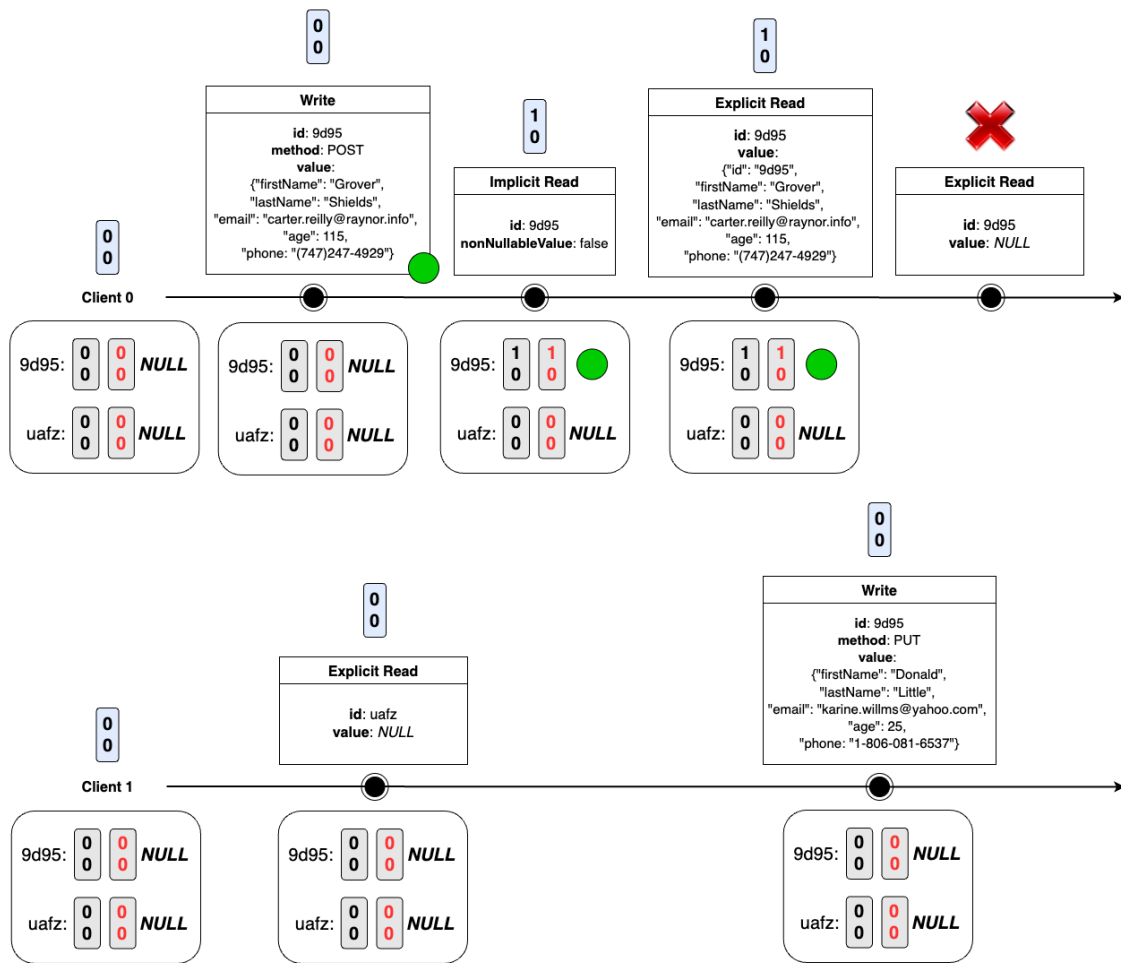 0
0
Write
id: 9d95
method: POST
value:
{"firstName": "Grover",
"lastName": "Shields",
"email": "carter.reilly@raynor.info",
"age": 115,
"phone": "(747)247-4929"}
1
0
Implicit Read
id: 9d95
nonNullableValue: false
1
0
Explicit Read
id: 9d95
value:
{"id": "9d95",
"firstName": "Grover",
"lastName": "Shields",
"email": "carter.reilly@raynor.info",
"age": 115,
"phone": "(747)247-4929"}
Explicit Read
id: 9d95
value: NULL
0
0
Client 0
9d95: 0 0 NULL
0 0
uafz: 0 0 NULL
0 0
9d95: 0 0 NULL
0 0
uafz: 0 0 NULL
0 0
9d95: 1 1
0 0
uafz: 0 0 NULL
0 0
9d95: 1 1
0 0
uafz: 0 0 NULL
0 0
0
0
Client 1
0
0
Explicit Read
id: uafz
value: NULL
0
0
Write
id: 9d95
method: PUT
value:
{"firstName": "Donald",
"lastName": "Little",
"email": "karine.willms@yahoo.com",
"age": 25,
"phone": "1-806-081-6537"}
9d95: 0 0 NULL
0 0
uafz: 0 0 NULL
0 0
9d95: 0 0 NULL
0 0
uafz: 0 0 NULL
0 0
9d95: 0 0 NULL
0 0
uafz: 0 0 NULL
0 0